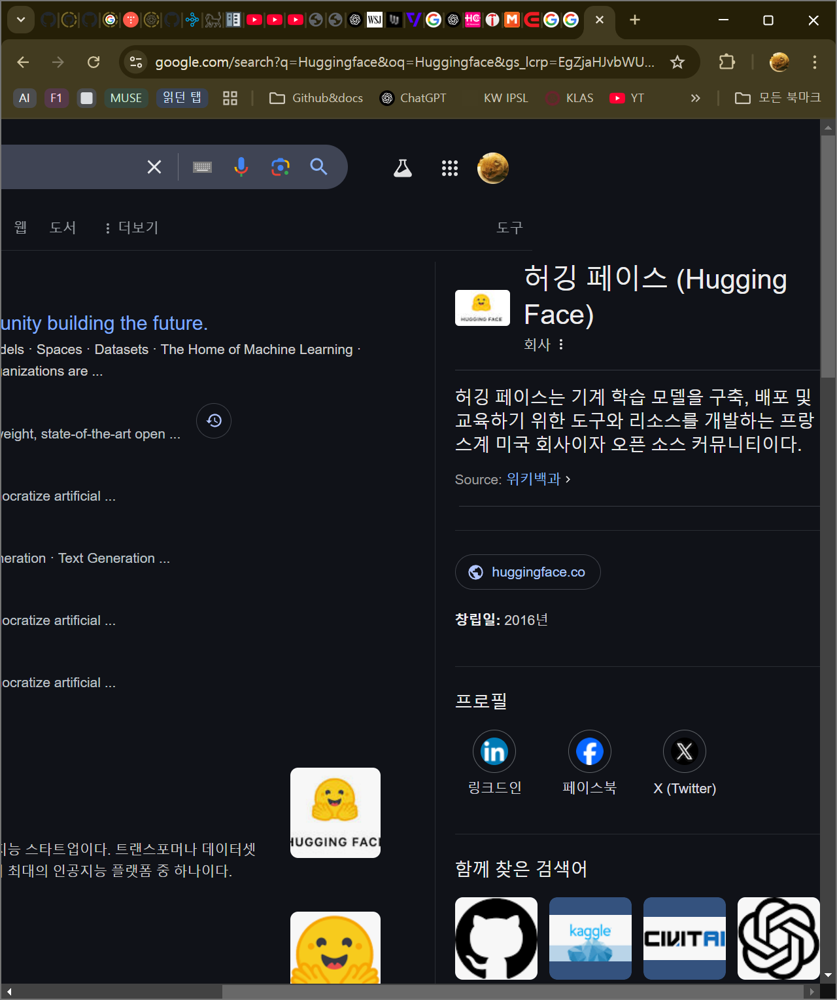 google.com/search?q=Huggingface&oq=Huggingface&gs_lcrp=EgZjaHJvbWU...
AI F1 MUSE 읽던 탭 Github&docs ChatGPT KW IPSL KLAS YT 모든 북마크
웹 도서 더보기 도구
unity building the future.
dels · Spaces · Datasets · The Home of Machine Learning ·
ganizations are ...
weight, state-of-the-art open ...
ocratize artificial ...
neration · Text Generation ...
ocratize artificial ...
ocratize artificial ...
HUGGING FACE
지능 스타트업이다. 트랜스포머나 데이터셋
최대의 인공지능 플랫폼 중 하나이다.
HUGGING FACE
허깅 페이스 (Hugging
Face)
회사
허깅 페이스는 기계 학습 모델을 구축, 배포 및
교육하기 위한 도구와 리소스를 개발하는 프랑
스계 미국 회사이자 오픈 소스 커뮤니티이다.
Source: 위키백과
huggingface.co
창립일: 2016년
프로필
링크드인 페이스북 X (Twitter)
함께 찾은 검색어
kaggle CIVITAI